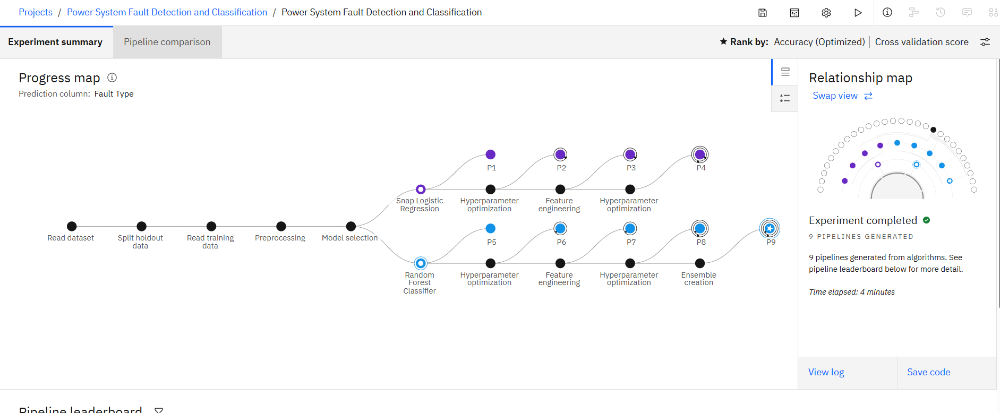 Projects / Power System Fault Detection and Classification / Power System Fault Detection and Classification
Experiment summary
Pipeline comparison
★ Rank by: Accuracy (Optimized) | Cross validation score
Progress map
Prediction column: Fault Type
P1
P2
P3
P4
Snap Logistic
Regression
Hyperparameter
optimization
Feature
engineering
Hyperparameter
optimization
Read dataset
Split holdout
data
Read training
data
Preprocessing
Model selection
P5
P6
P7
P8
P9
Random
Forest
Classifier
Hyperparameter
optimization
Feature
engineering
Hyperparameter
optimization
Ensemble
creation
Relationship map
Swap view
Experiment completed
9 PIPELINES GENERATED
9 pipelines generated from algorithms. See
pipeline leaderboard below for more detail.
Time elapsed: 4 minutes
View log
Save code
Pipeline leaderboard